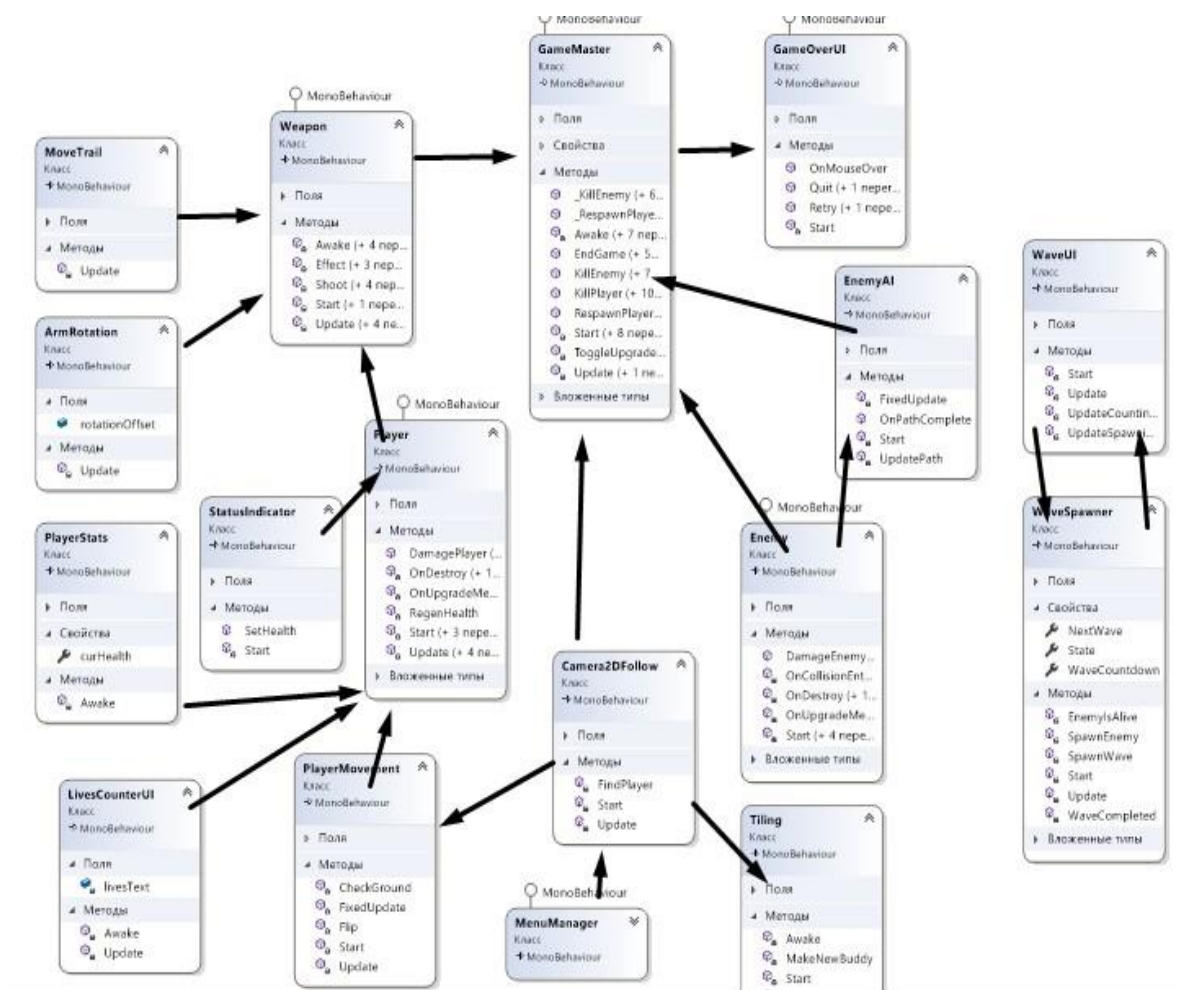 MoveTrail
Класс
MonoBehaviour
Поля
Методы
Update
ArmRotation
Класс
MonoBehaviour
Поля
rotationOffset
Методы
Update
PlayerStats
Класс
MonoBehaviour
Поля
Свойства
curHealth
Методы
Awake
LivesCounterUI
Класс
MonoBehaviour
Поля
livesText
Методы
Awake
Update
MonoBehaviour
Weapon
Класс
MonoBehaviour
Поля
Методы
Awake (+ 4 пер...
Effect (+ 3 пер...
Shoot (+ 4 пер...
Start (+ 1 пере...
Update (+ 4 пе...
StatusIndicator
Класс
MonoBehaviour
Поля
Методы
SetHealth
Start
MonoBehaviour
Player
Класс
MonoBehaviour
Поля
Методы
DamagePlayer (...
OnDestroy (+ 1...
OnUpgradeMe...
RegenHealth
Start (+ 3 пере...
Update (+ 4 пе...
Вложенные типы
PlayerMovement
Класс
MonoBehaviour
Поля
Методы
CheckGround
FixedUpdate
Flip
Start
Update
MonoBehaviour
GameMaster
Класс
MonoBehaviour
Поля
Свойства
Методы
_KillEnemy (+ 6...
_RespawnPlaye...
Awake (+ 7 пер...
EndGame (+ 5...
KillEnemy (+ 7
KillPlayer (+ 10...
RespawnPlayer...
Start (+ 8 пере...
ToggleUpgrade...
Update (+ 1 пе...
Вложенные типы
Camera2DFollow
Класс
MonoBehaviour
Поля
Методы
FindPlayer
Start
Update
MonoBehaviour
MenuManager
Класс
MonoBehaviour
MonoBehaviour
GameOverUI
Класс
MonoBehaviour
Поля
Методы
OnMouseOver
Quit (+ 1 пере...
Retry (+ 1 пере...
Start
EnemyAI
Класс
MonoBehaviour
Поля
Методы
FixedUpdate
OnPathComplete
Start
UpdatePath
MonoBehaviour
Enemy
Класс
MonoBehaviour
Поля
Методы
DamageEnemy...
OnCollisionEnt...
OnDestroy (+ 1...
OnUpgradeMe...
Start (+ 4 пере...
Вложенные типы
Tiling
Класс
MonoBehaviour
Поля
Методы
Awake
MakeNewBuddy
Start
WaveUI
Класс
MonoBehaviour
Поля
Методы
Start
Update
UpdateCountin...
UpdateSpawni...
WaveSpawner
Класс
MonoBehaviour
Поля
Свойства
NextWave
State
WaveCountdown
Методы
EnemyIsAlive
SpawnEnemy
SpawnWave
Start
Update
WaveCompleted
Вложенные типы